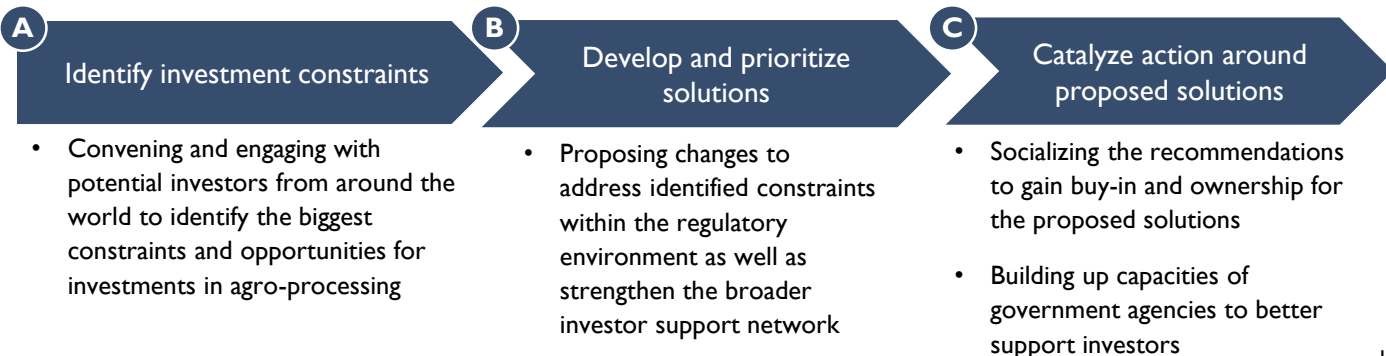 A
Identify investment constraints
• Convening and engaging with
potential investors from around the
world to identify the biggest
constraints and opportunities for
investments in agro-processing
B
Develop and prioritize
solutions
• Proposing changes to
address identified constraints
within the regulatory
environment as well as
strengthen the broader
investor support network
C
Catalyze action around
proposed solutions
• Socializing the recommendations
to gain buy-in and ownership for
the proposed solutions
• Building up capacities of
government agencies to better
support investors